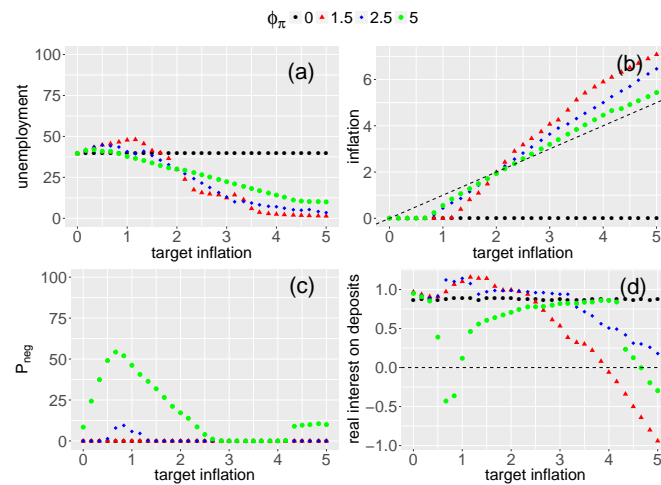 ϕπ 0 1.5 2.5 5
(a)
100
75
50
25
0
unemployment
0 1 2 3 4 5
target inflation
(b)
6
4
2
0
inflation
0 1 2 3 4 5
target inflation
(c)
100
75
50
25
0
Pneg
0 1 2 3 4 5
target inflation
(d)
1.0
0.5
0.0
−0.5
−1.0
real interest on deposits
0 1 2 3 4 5
target inflation